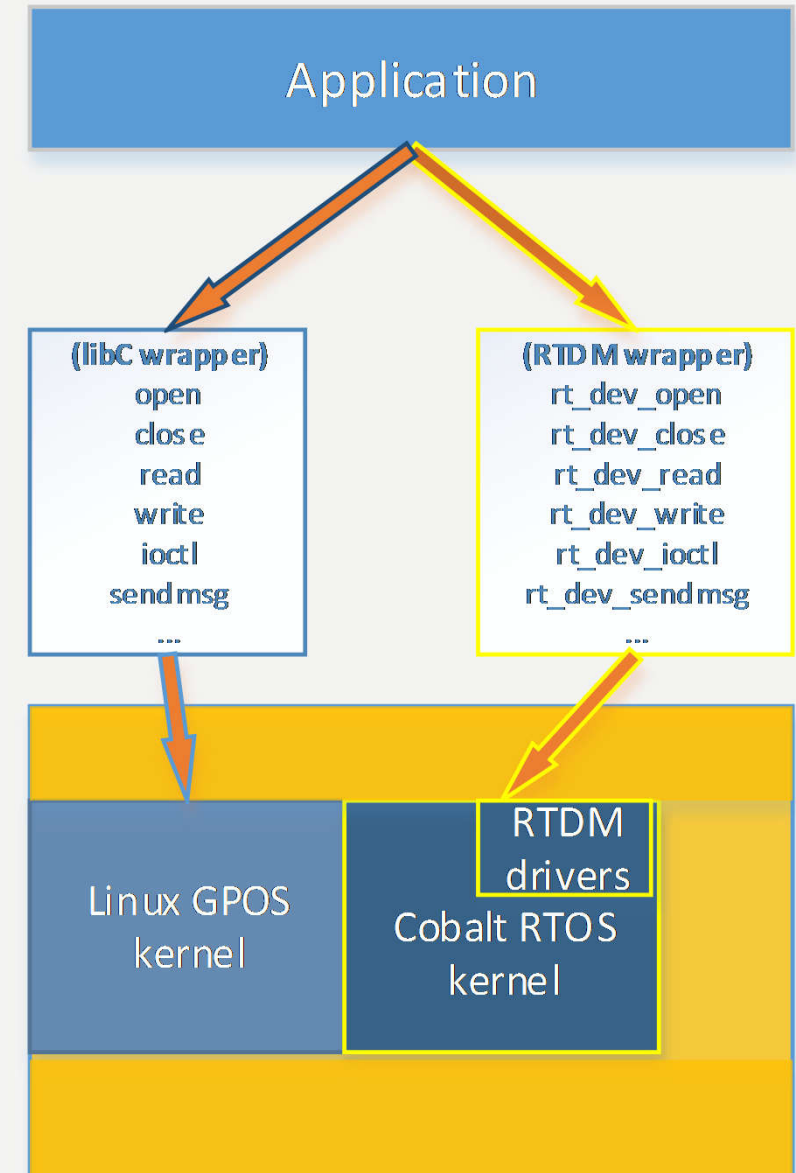 Application
(libC wrapper)
open
close
read
write
ioctl
sendmsg
...
(RTDM wrapper)
rt_dev_open
rt_dev_close
rt_dev_read
rt_dev_write
rt_dev_ioctl
rt_dev_sendmsg
...
Linux GPOS
kernel
RTDM
drivers
Cobalt RTOS
kernel